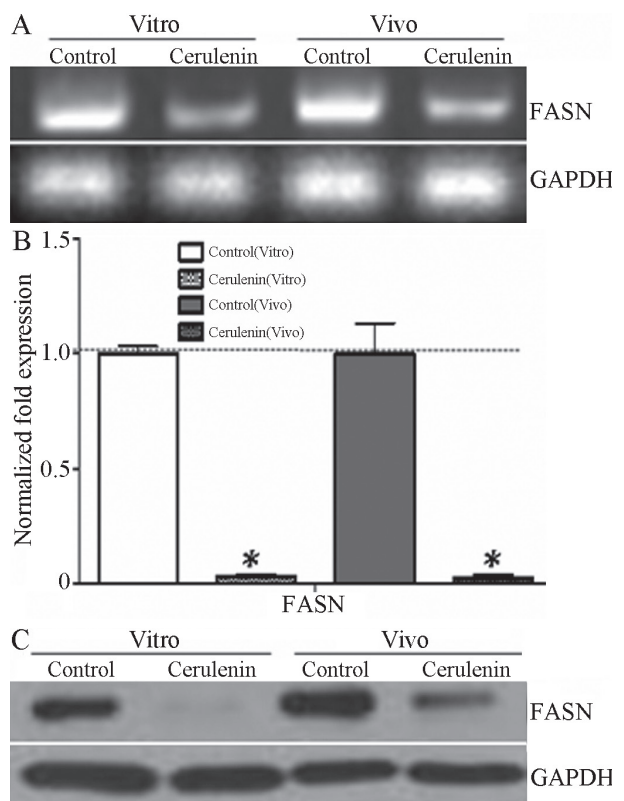 A
Vitro Vivo
Control Cerulenin Control Cerulenin
FASN
GAPDH
B
1.5
1.0
0.5
0
Normalized fold expression
Control(Vitro)
Cerulenin(Vitro)
Control(Vivo)
Cerulenin(Vivo)
* *
FASN
C
Vitro Vivo
Control Cerulenin Control Cerulenin
FASN
GAPDH